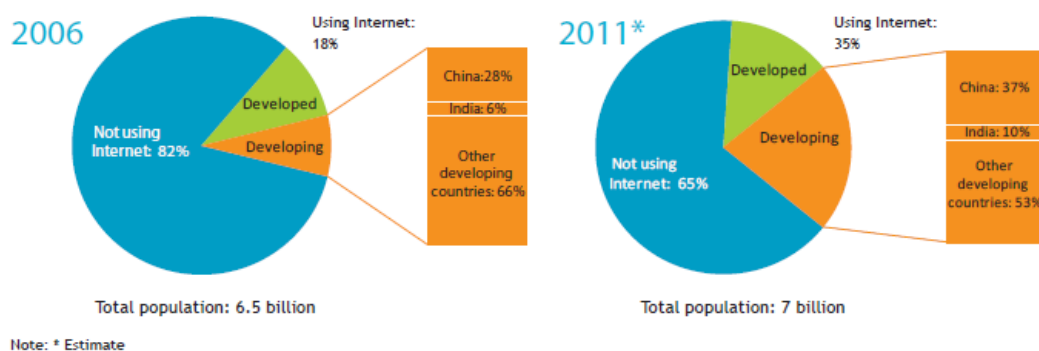 2006
Using Internet:
18%
Developed
Developing
Not using
Internet: 82%
China:28%
India: 6%
Other
developing
countries: 66%
Total population: 6.5 billion
2011*
Using Internet:
35%
Developed
Developing
Not using
Internet: 65%
China: 37%
India: 10%
Other
developing
countries: 53%
Total population: 7 billion
Note: * Estimate